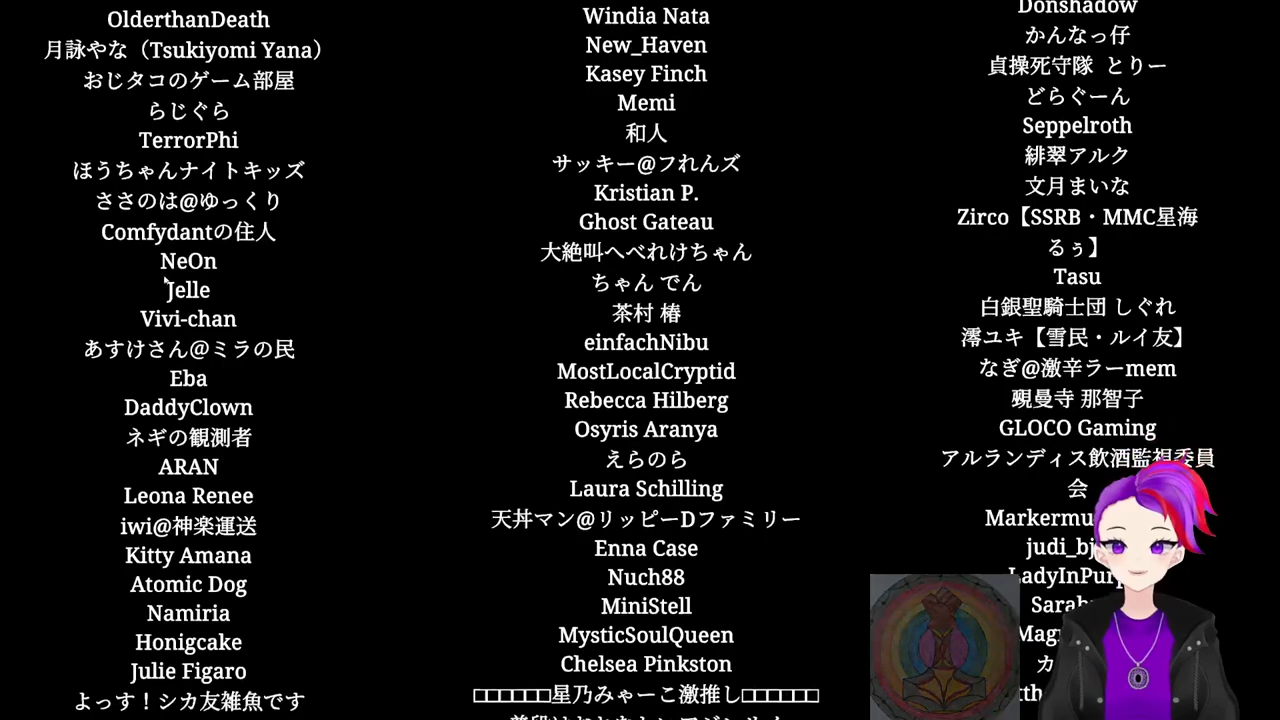 OlderthanDeath
月詠やな（Tsukiyomi Yana）
おじタコのゲーム部屋
らじぐら
TerrorPhi
ほうちゃんナイトキッズ
ささのは@ゆっくり
Comfydantの住人
NeOn
Jelle
Vivi-chan
あすけさん@ミラの民
Eba
DaddyClown
ネギの観測者
ARAN
Leona Renee
iwi@神楽運送
Kitty Amana
Atomic Dog
Namiria
Honigcake
Julie Figaro
よっす！シカ友雑魚です
Windia Nata
New_Haven
Kasey Finch
Memi
和人
サッキー@フれんズ
Kristian P.
Ghost Gateau
大絶叫へべれけちゃん
ちゃん でん
茶村 椿
einfachNibu
MostLocalCryptid
Rebecca Hilberg
Osyris Aranya
えらのら
Laura Schilling
天丼マン@リッピーDファミリー
Enna Case
Nuch88
MiniStell
MysticSoulQueen
Chelsea Pinkston
□□□□□□星乃みゃーこ激推し□□□□□□
Donshadow
かんなっ仔
貞操死守隊 とりー
どらぐーん
Seppelroth
緋翠アルク
文月まいな
Zirco【SSRB・MMC星海
るぅ】
Tasu
白銀聖騎士団 しぐれ
澪ユキ【雪民・ルイ友】
なぎ@激辛ラーmem
覡曼寺 那智子
GLOCO Gaming
アルランディス飲酒監視委員
会